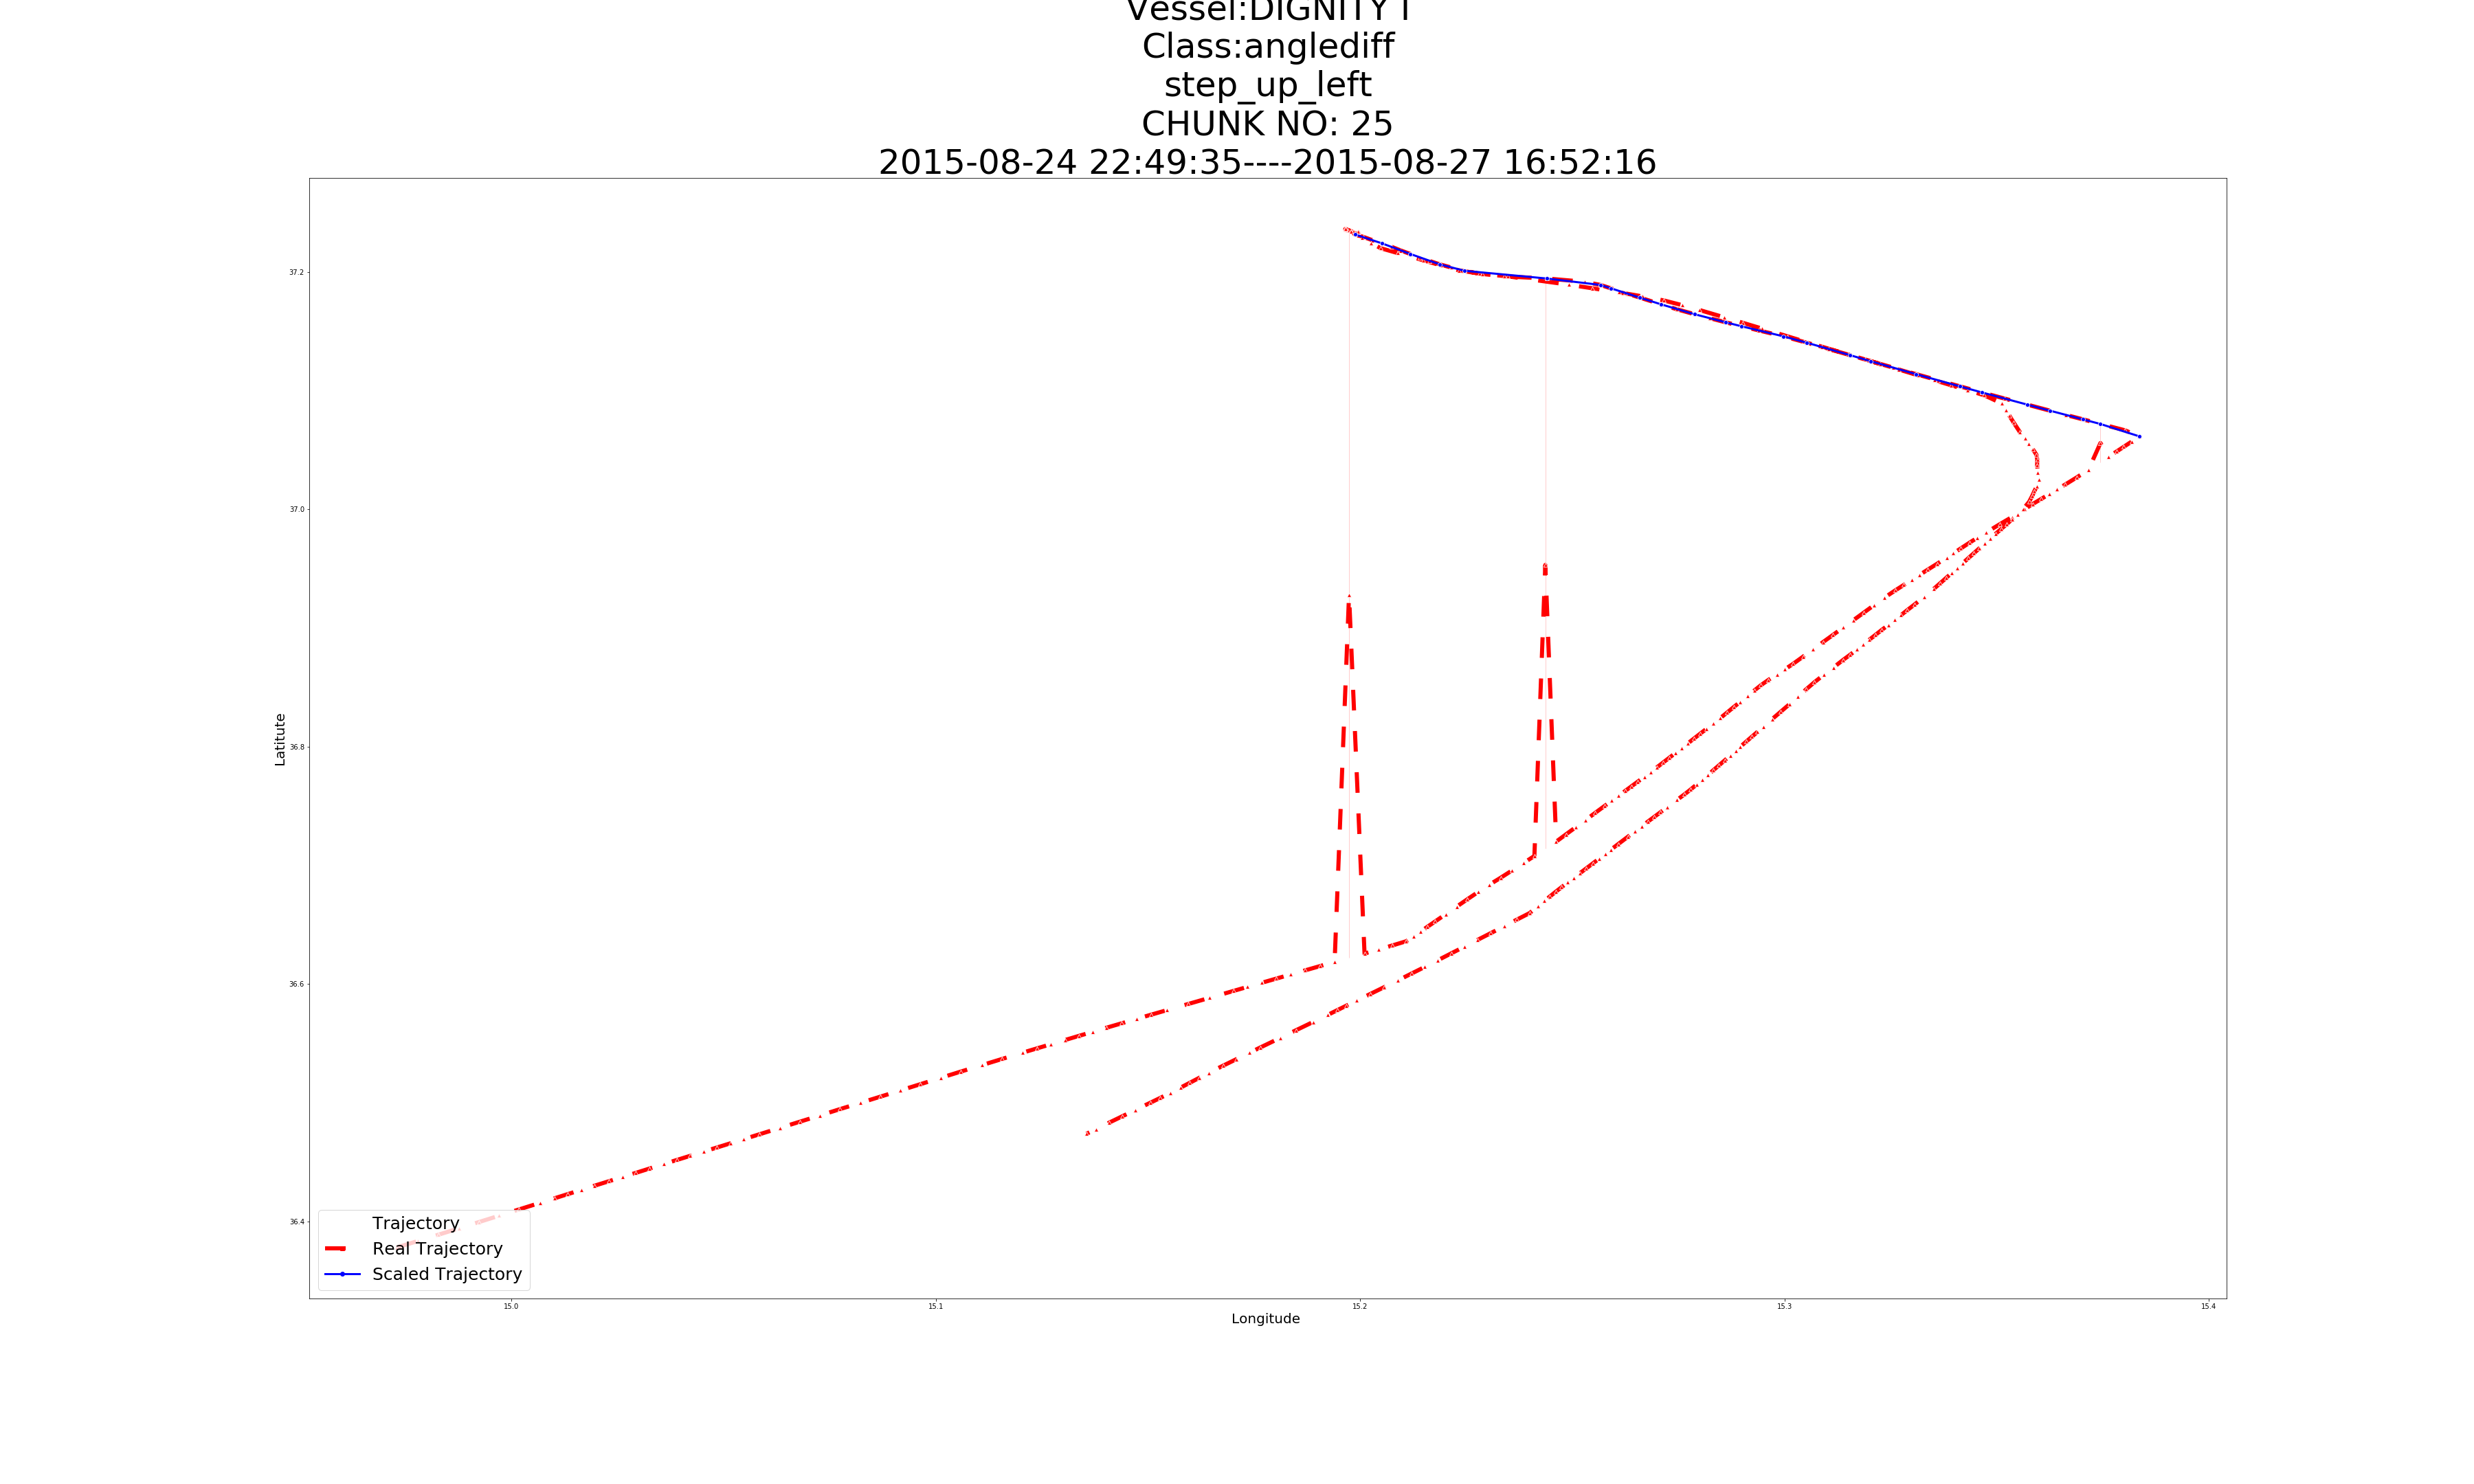 Vessel:DIGNITY I
Class:anglediff
step_up_left
CHUNK NO: 25
2015-08-24 22:49:35----2015-08-27 16:52:16
37.2
37.0
36.8
36.6
36.4
Latitute
Trajectory
Real Trajectory
Scaled Trajectory
15.0
15.1
15.2
15.3
15.4
Longitude